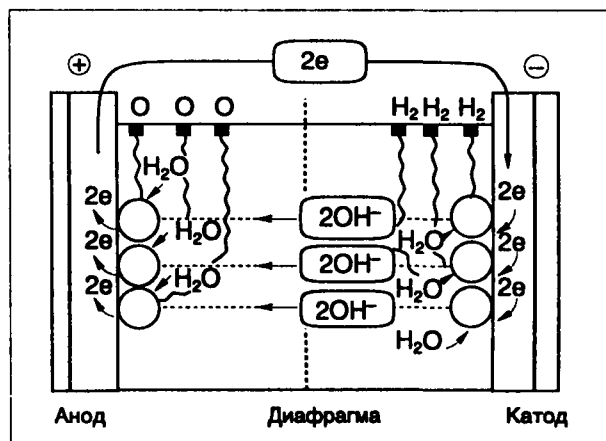 ⊕ 2e ⊖
O O O H₂ H₂ H₂
H₂O
2e 2e
2OH⁻
H₂O H₂O
2e 2e
2OH⁻
H₂O H₂O
2e 2e
2OH⁻
H₂O
Анод Диафрагма Катод